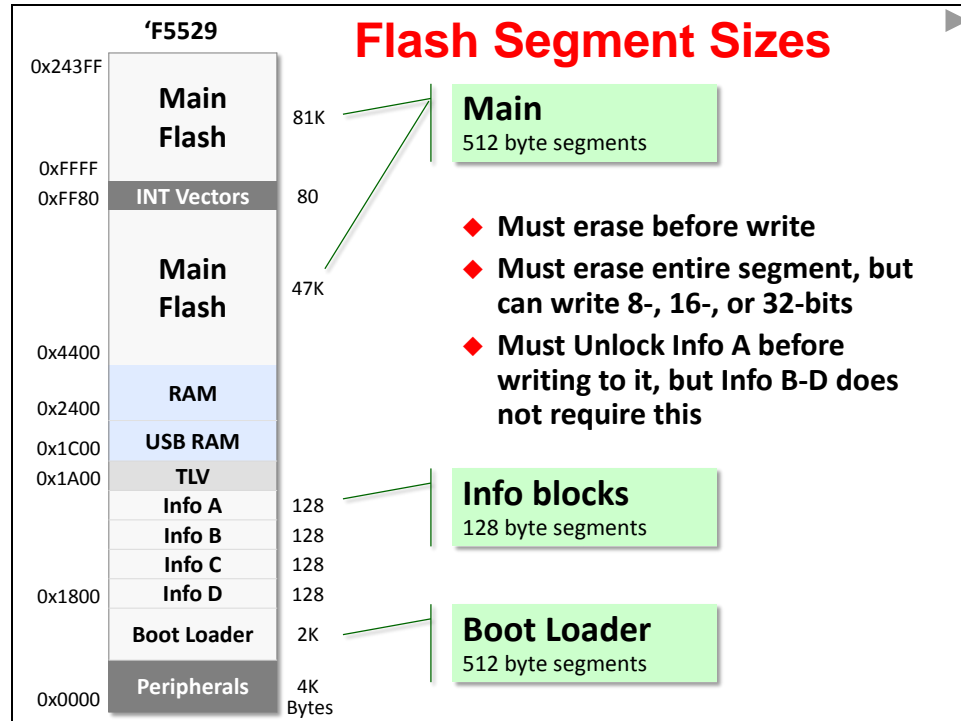 'F5529
Flash Segment Sizes
0x243FF
Main
Flash
81K
0xFFFF
0xFF80
INT Vectors
80
Main
Flash
47K
0x4400
RAM
0x2400
USB RAM
0x1C00
TLV
0x1A00
Info A
128
Info B
128
Info C
128
Info D
128
0x1800
Boot Loader
2K
Peripherals
4K
Bytes
0x0000
Main
512 byte segments
◆ Must erase before write
◆ Must erase entire segment, but
can write 8-, 16-, or 32-bits
◆ Must Unlock Info A before
writing to it, but Info B-D does
not require this
Info blocks
128 byte segments
Boot Loader
512 byte segments